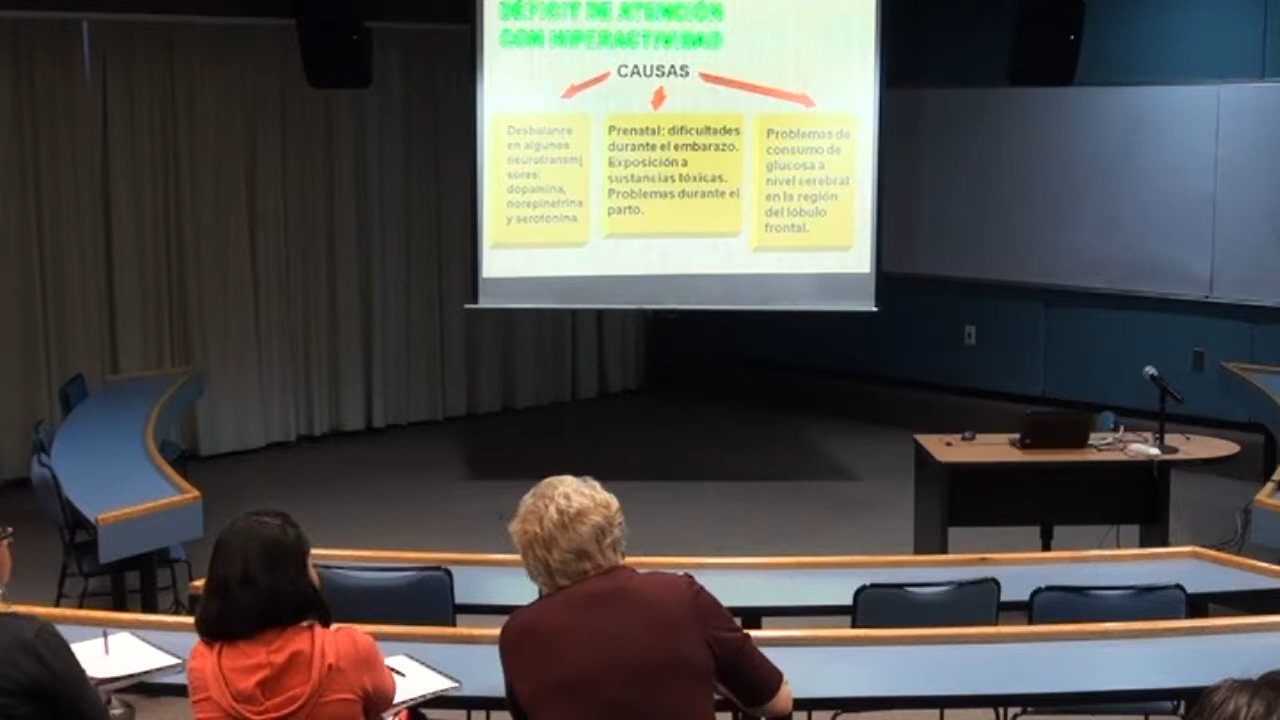 DÉFICIT DE ATENCIÓN
CON HIPERACTIVIDAD
CAUSAS
Desbalance
en algunos
neurotransmi
sores:
dopamina,
norepinefrina
y serotonina
Prenatal: dificultades
durante el embarazo.
Exposición a
sustancias tóxicas.
Problemas durante el
parto.
Problemas de
consumo de
glucosa a
nivel cerebral
en la región
del lóbulo
frontal.